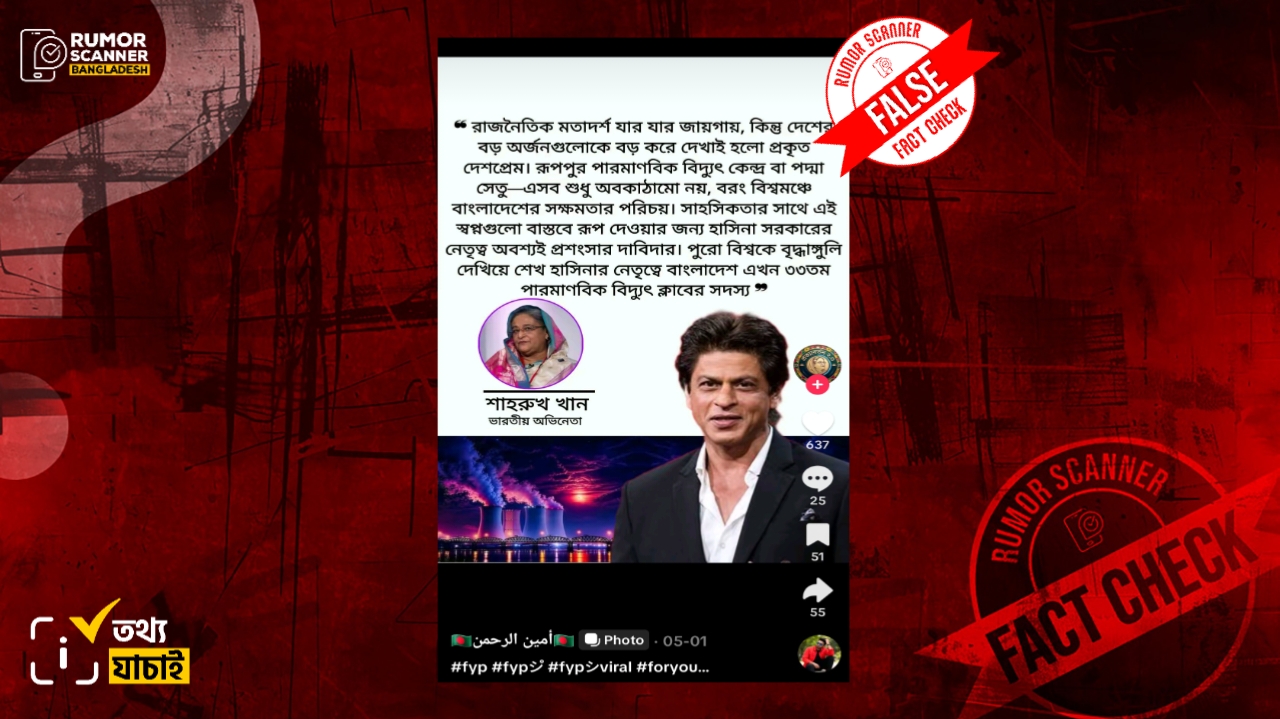 RUMOR
SCANNER
BANGLADESH
RUMOR SCANNER
FALSE
FACT CHECK
❝ রাজনৈতিক মতাদর্শ যার যার জায়গায়, কিন্তু দেশের
বড় অর্জনগুলোকে বড় করে দেখাই হলো প্রকৃত
দেশপ্রেম। রূপপুর পারমাণবিক বিদ্যুৎ কেন্দ্র বা পদ্মা
সেতু—এসব শুধু অবকাঠামো নয়, বরং বিশ্বমঞ্চে
বাংলাদেশের সক্ষমতার পরিচয়। সাহসিকতার সাথে এই
স্বপ্নগুলো বাস্তবে রূপ দেওয়ার জন্য হাসিনা সরকারের
নেতৃত্ব অবশ্যই প্রশংসার দাবিদার। পুরো বিশ্বকে বৃদ্ধাঙ্গুলি
দেখিয়ে শেখ হাসিনার নেতৃত্বে বাংলাদেশ এখন ৩৩তম
পারমাণবিক বিদ্যুৎ ক্লাবের সদস্য ❞
শাহরুখ খান
ভারতীয় অভিনেতা
637
25
51
55
🇧🇩أمين الرحمن🇧🇩 Photo · 05-01
#fyp #fypジ #fypシviral #foryou...
তথ্য
যাচাই
RUMOR SCANNER
FACT CHECK